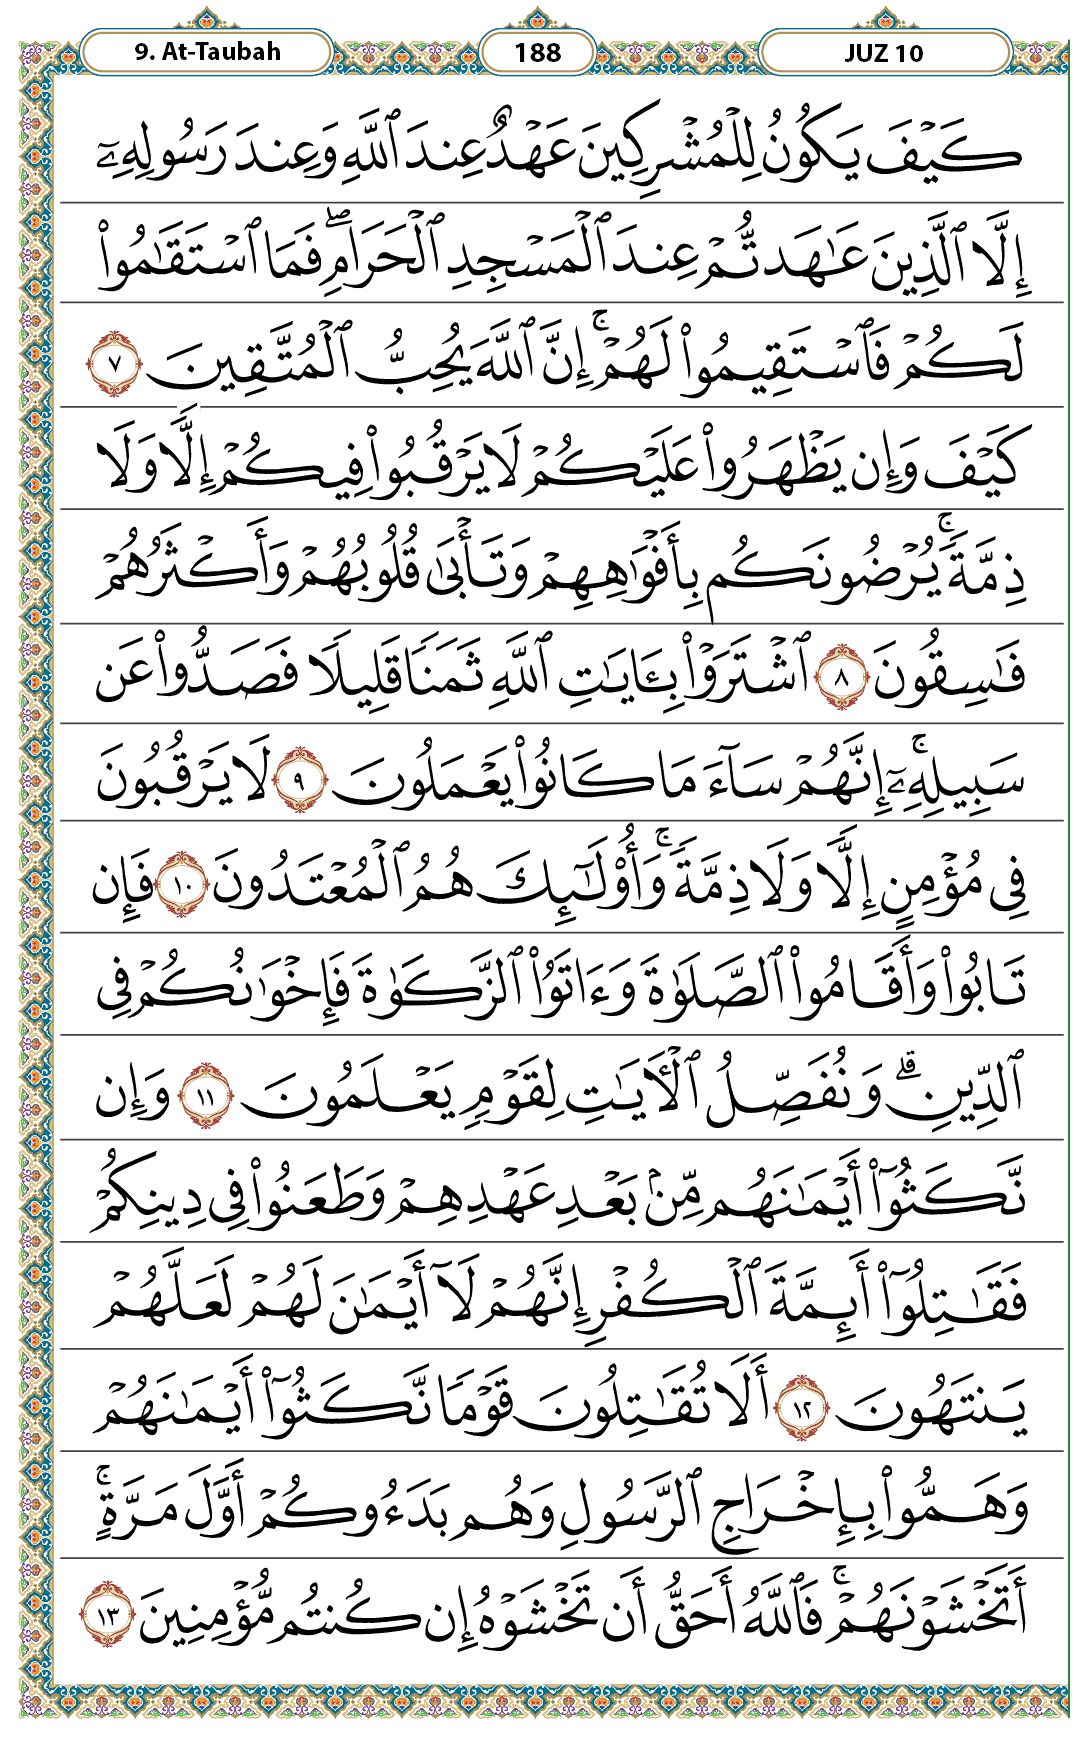 9. At-Taubah
188
JUZ 10
كَيۡفَ يَكُونُ لِلۡمُشۡرِكِينَ عَهۡدٌ عِندَ ٱللَّهِ وَعِندَ رَسُولِهِۦٓ
إِلَّا ٱلَّذِينَ عَٰهَدتُّمۡ عِندَ ٱلۡمَسۡجِدِ ٱلۡحَرَامِۖ فَمَا ٱسۡتَقَٰمُواْ
لَكُمۡ فَٱسۡتَقِيمُواْ لَهُمۡۚ إِنَّ ٱللَّهَ يُحِبُّ ٱلۡمُتَّقِينَ ٧
كَيۡفَ وَإِن يَظۡهَرُواْ عَلَيۡكُمۡ لَا يَرۡقُبُواْ فِيكُمۡ إِلّٗا وَلَا
ذِمَّةٗۚ يُرۡضُونَكُم بِأَفۡوَٰهِهِمۡ وَتَأۡبَىٰ قُلُوبُهُمۡ وَأَكۡثَرُهُمۡ
فَٰسِقُونَ ٨ ٱشۡتَرَوۡاْ بِـَٔايَٰتِ ٱللَّهِ ثَمَنٗا قَلِيلٗا فَصَدُّواْ عَن
سَبِيلِهِۦٓۚ إِنَّهُمۡ سَآءَ مَا كَانُواْ يَعۡمَلُونَ ٩ لَا يَرۡقُبُونَ
فِي مُؤۡمِنٍ إِلّٗا وَلَا ذِمَّةٗۚ وَأُوْلَٰٓئِكَ هُمُ ٱلۡمُعۡتَدُونَ ١٠ فَإِن
تَابُواْ وَأَقَامُواْ ٱلصَّلَوٰةَ وَءَاتَوُاْ ٱلزَّكَوٰةَ فَإِخۡوَٰنُكُمۡ فِي
ٱلدِّينِۗ وَنُفَصِّلُ ٱلۡأٓيَٰتِ لِقَوۡمٖ يَعۡلَمُونَ ١١ وَإِن
نَّكَثُوٓاْ أَيۡمَٰنَهُم مِّنۢ بَعۡدِ عَهۡدِهِمۡ وَطَعَنُواْ فِي دِينِكُمۡ
فَقَٰتِلُوٓاْ أَئِمَّةَ ٱلۡكُفۡرِ إِنَّهُمۡ لَآ أَيۡمَٰنَ لَهُمۡ لَعَلَّهُمۡ
يَنتَهُونَ ١٢ أَلَا تُقَٰتِلُونَ قَوۡمٗا نَّكَثُوٓاْ أَيۡمَٰنَهُمۡ
وَهَمُّواْ بِإِخۡرَاجِ ٱلرَّسُولِ وَهُم بَدَءُوكُمۡ أَوَّلَ مَرَّةٍۚ
أَتَخۡشَوۡنَهُمۡۚ فَٱللَّهُ أَحَقُّ أَن تَخۡشَوۡهُ إِن كُنتُم مُّؤۡمِنِينَ ١٣